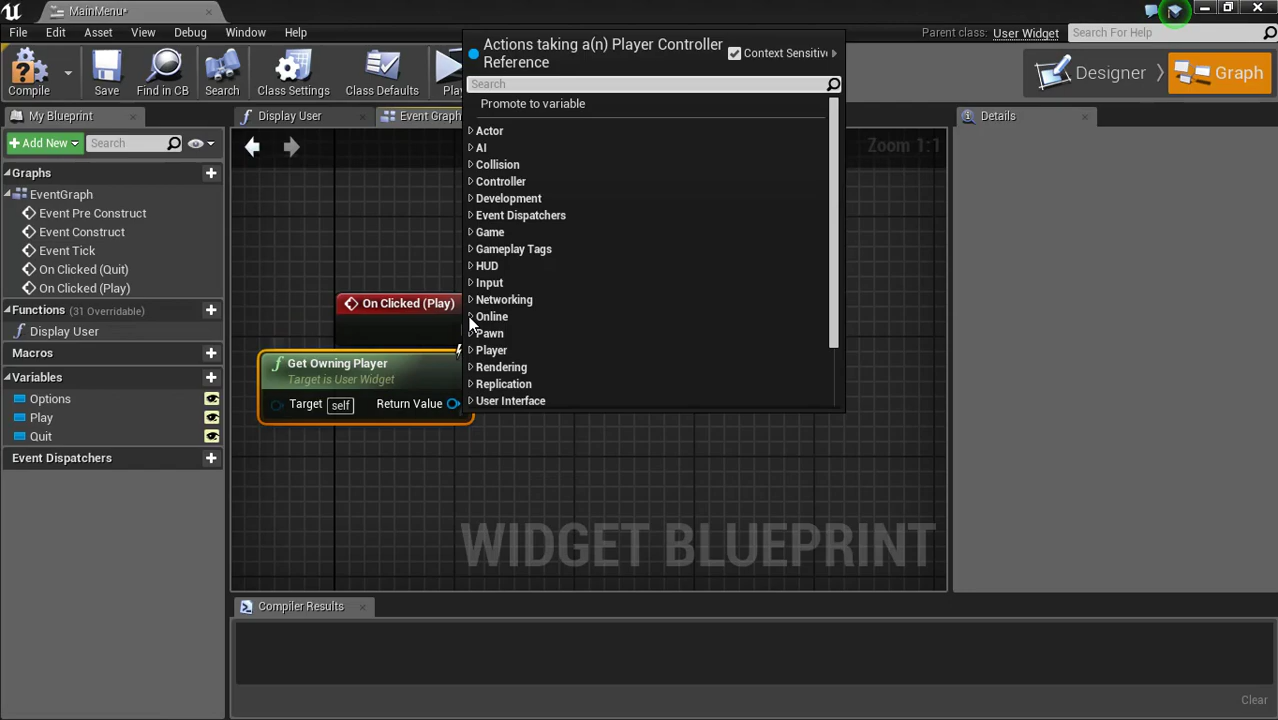 MainMenu*
File Edit Asset View Debug Window Help
Parent class: User Widget
Search For Help
Compile
Save
Find in CB
Search
Class Settings
Class Defaults
Designer
Graph
My Blueprint
Add New
Search
Graphs
EventGraph
Event Pre Construct
Event Construct
Event Tick
On Clicked (Quit)
On Clicked (Play)
Functions (31 Overridable)
Display User
Macros
Variables
Options
Play
Quit
Event Dispatchers
Display User
Event Graph
Zoom 1:1
On Clicked (Play)
Get Owning Player
Target is User Widget
Target self Return Value
Actions taking a(n) Player Controller
Reference
Context Sensitive
Search
Promote to variable
Actor
AI
Collision
Controller
Development
Event Dispatchers
Game
Gameplay Tags
HUD
Input
Networking
Online
Pawn
Player
Rendering
Replication
User Interface
WIDGET BLUEPRINT
Details
Compiler Results
Clear